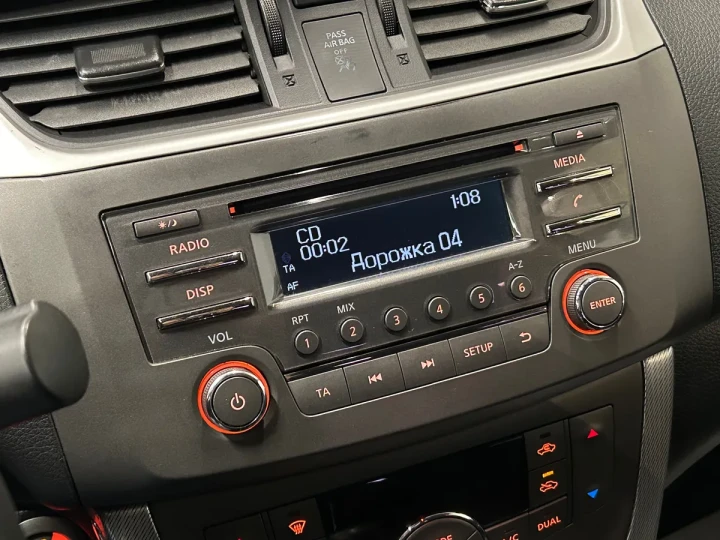 PASS
AIR BAG
OFF
MEDIA
RADIO
DISP
VOL
CD
1:08
00:02
Дорожка 04
TA
AF
MENU
ENTER
RPT
MIX
A-Z
1
2
3
4
5
6
TA
SETUP
DUAL